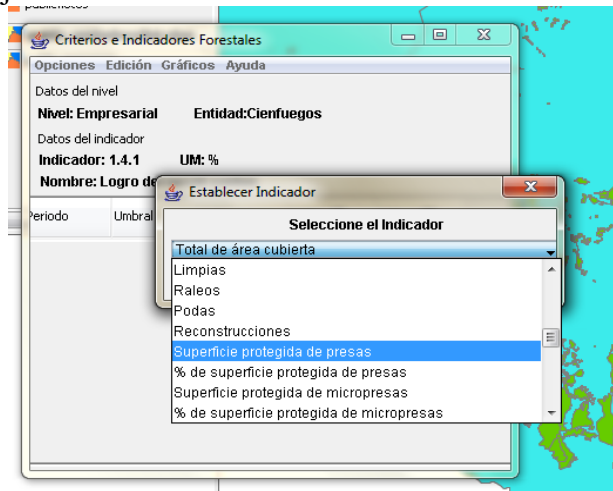 Criterios e Indicadores Forestales
Opciones Edición Gráficos Ayuda
Datos del nivel
Nivel: Empresarial Entidad:Cienfuegos
Datos del indicador
Indicador: 1.4.1 UM: %
Nombre: Logro de
Periodo Umbral
Establecer Indicador
Seleccione el Indicador
Total de área cubierta
Limpias
Raleos
Podas
Reconstrucciones
Superficie protegida de presas
% de superficie protegida de presas
Superficie protegida de micropresas
% de superficie protegida de micropresas